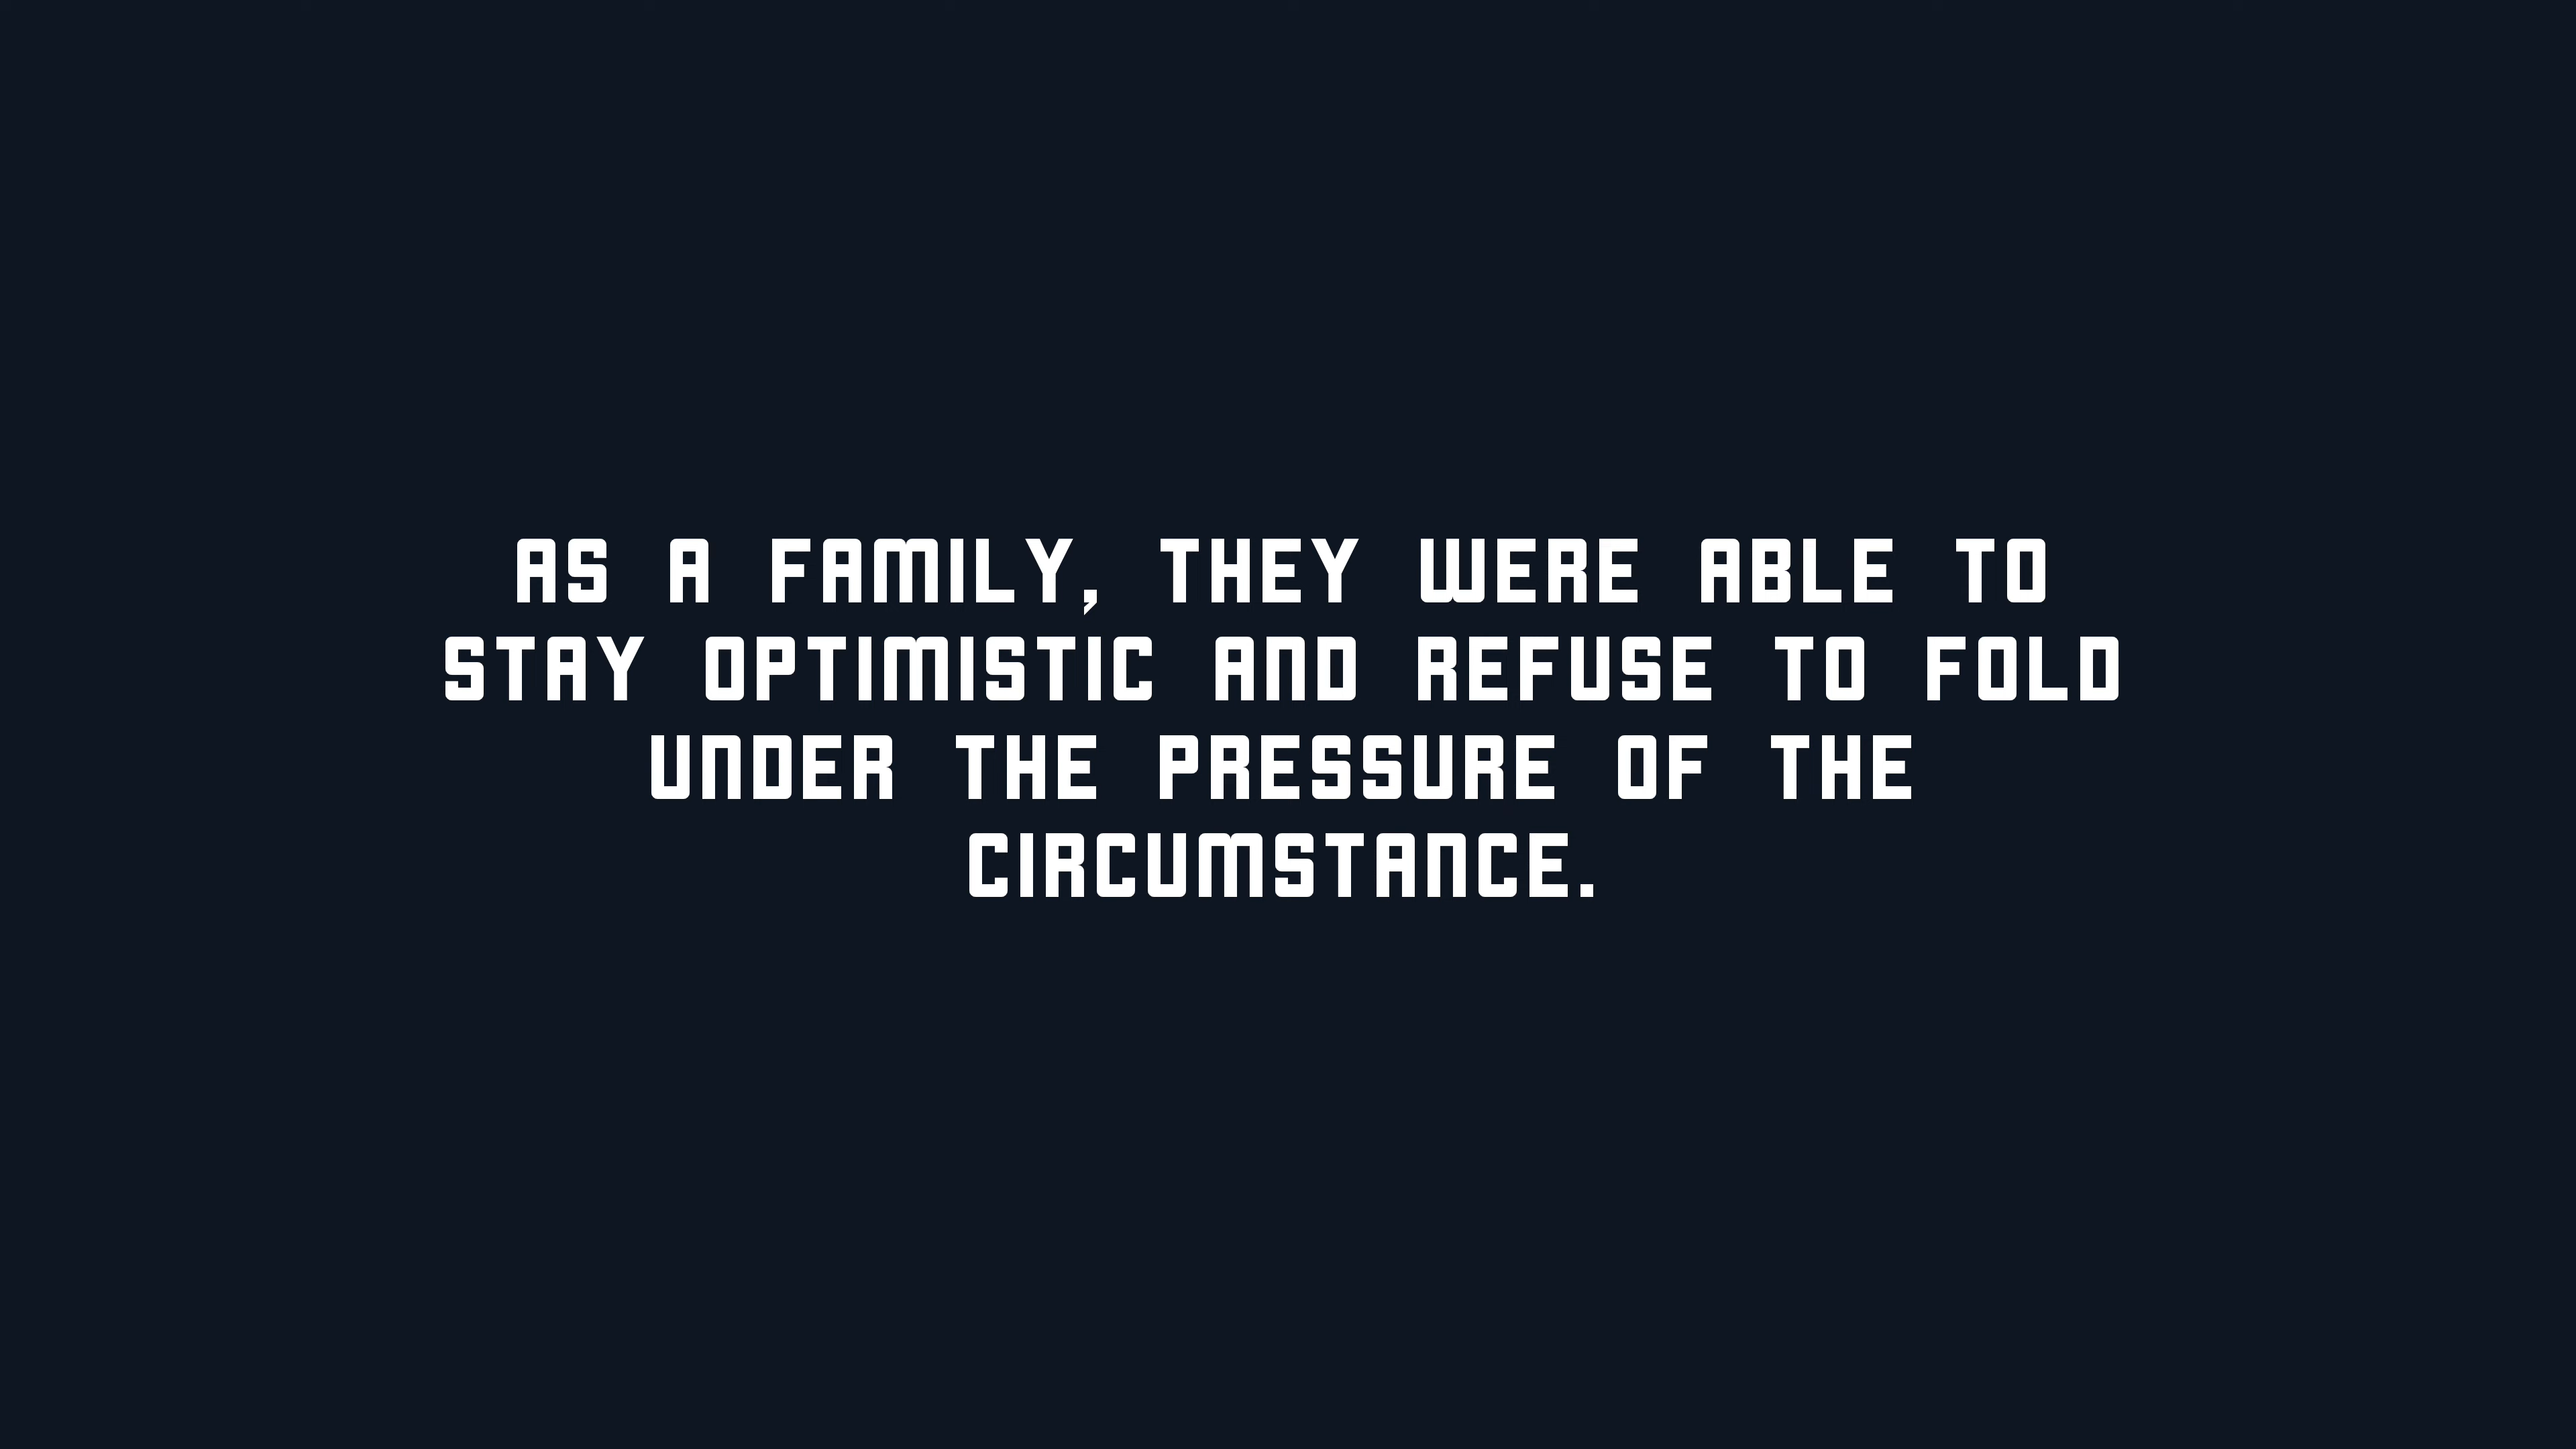 AS A FAMILY, THEY WERE ABLE TO
STAY OPTIMISTIC AND REFUSE TO FOLD
UNDER THE PRESSURE OF THE
CIRCUMSTANCE.